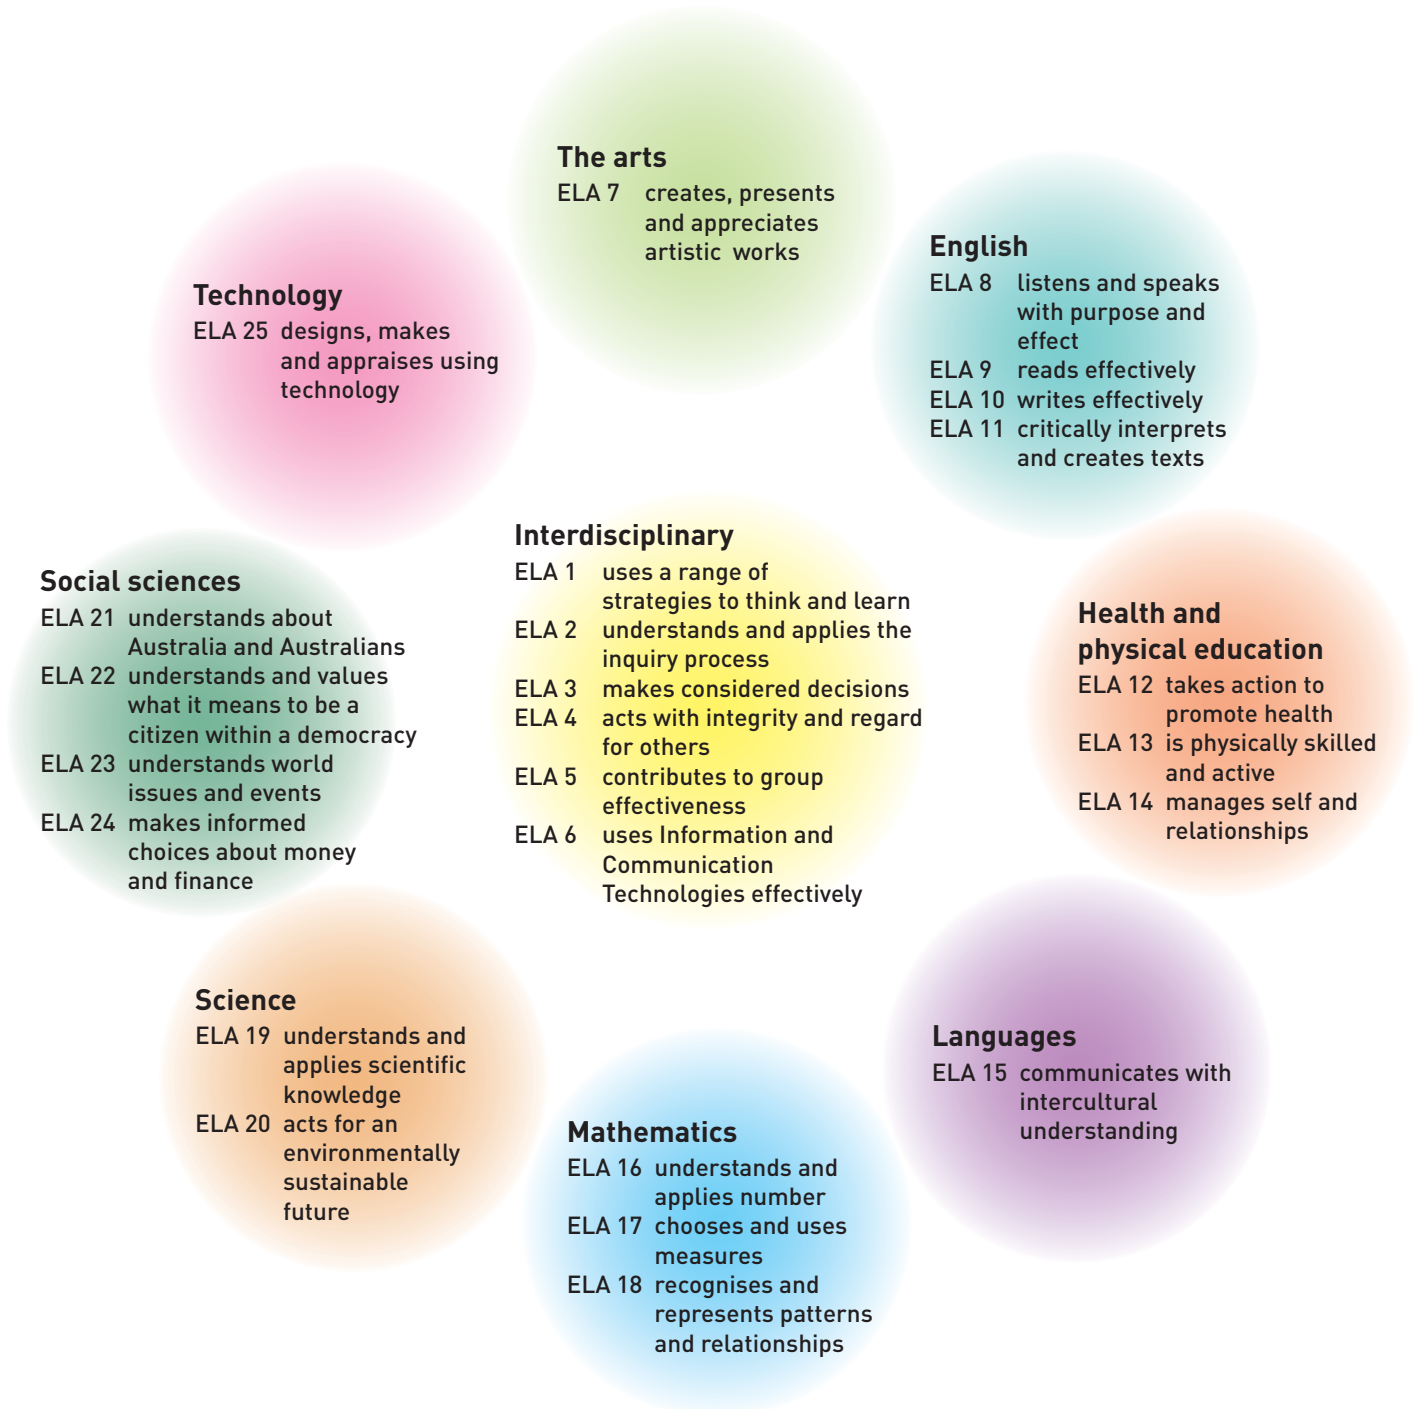 The arts
ELA 7 creates, presents
and appreciates
artistic works
English
ELA 8 listens and speaks
with purpose and
effect
ELA 9 reads effectively
ELA 10 writes effectively
ELA 11 critically interprets
and creates texts
Technology
ELA 25 designs, makes
and appraises using
technology
Interdisciplinary
ELA 1 uses a range of
strategies to think and learn
ELA 2 understands and applies the
inquiry process
ELA 3 makes considered decisions
ELA 4 acts with integrity and regard
for others
ELA 5 contributes to group
effectiveness
ELA 6 uses Information and
Communication
Technologies effectively
Social sciences
ELA 21 understands about
Australia and Australians
ELA 22 understands and values
what it means to be a
citizen within a democracy
ELA 23 understands world
issues and events
ELA 24 makes informed
choices about money
and finance
Health and
physical education
ELA 12 takes action to
promote health
ELA 13 is physically skilled
and active
ELA 14 manages self and
relationships
Science
ELA 19 understands and
applies scientific
knowledge
ELA 20 acts for an
environmentally
sustainable
future
Languages
ELA 15 communicates with
intercultural
understanding
Mathematics
ELA 16 understands and
applies number
ELA 17 chooses and uses
measures
ELA 18 recognises and
represents patterns
and relationships